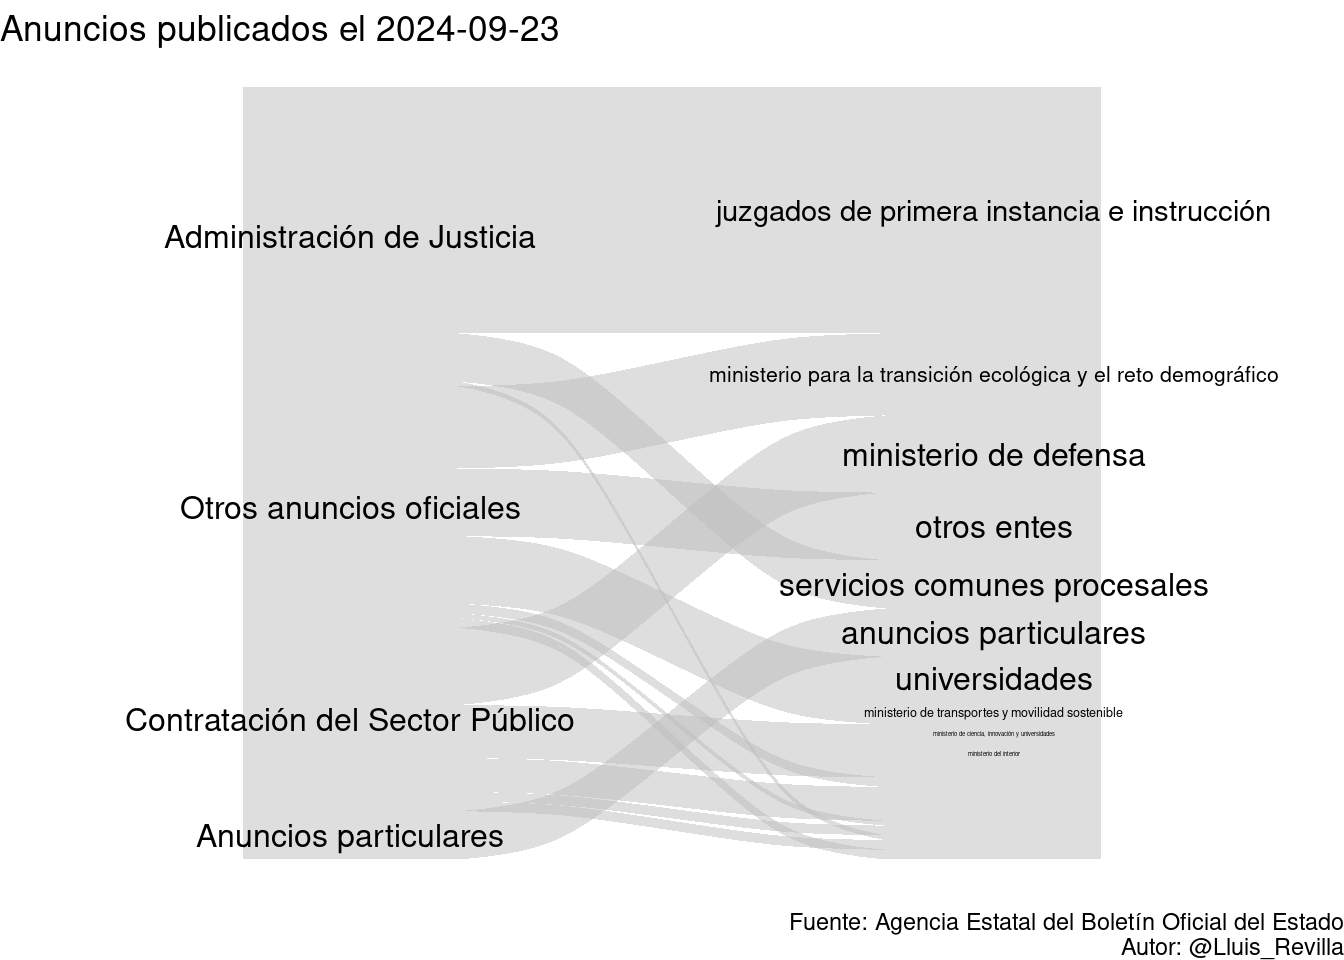 Anuncios publicados el 2024-09-23
Administración de Justicia
Otros anuncios oficiales
Contratación del Sector Público
Anuncios particulares
juzgados de primera instancia e instrucción
ministerio para la transición ecológica y el reto demográfico
ministerio de defensa
otros entes
servicios comunes procesales
anuncios particulares
universidades
ministerio de transportes y movilidad sostenible
ministerio de ciencia, innovación y universidades
ministerio del interior
Fuente: Agencia Estatal del Boletín Oficial del Estado
Autor: @Lluis_Revilla